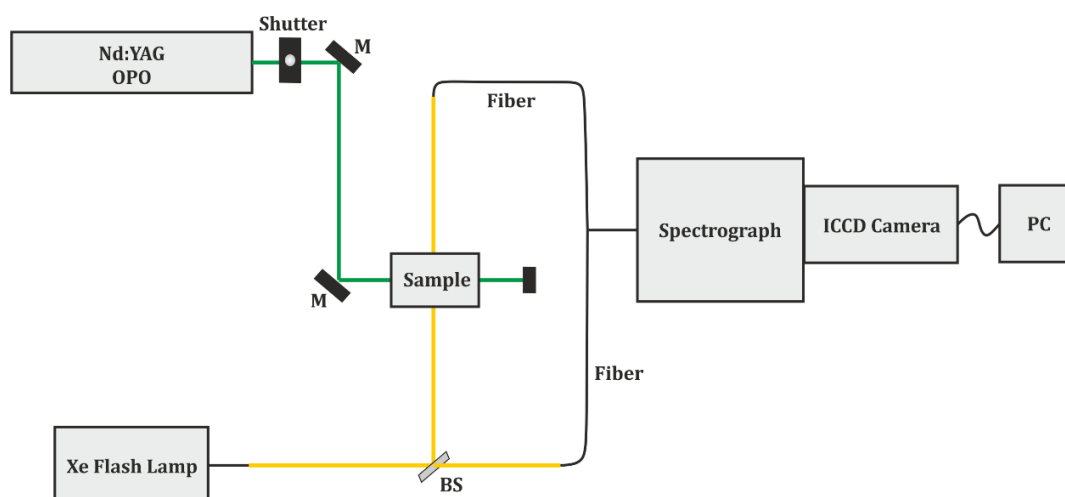 Shutter
M
Nd:YAG
OPO
Fiber
Spectrograph
ICCD Camera
PC
Sample
M
Fiber
Xe Flash Lamp
BS